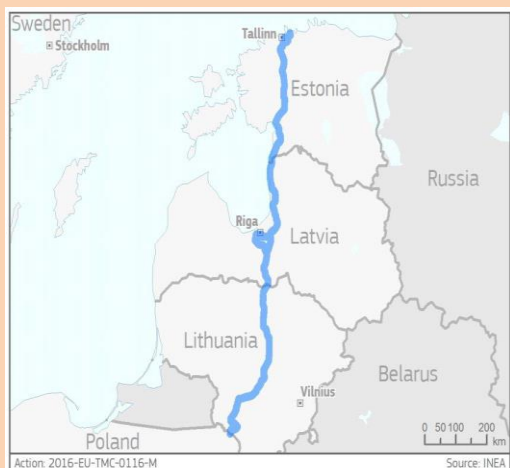 Sweden
Stockholm
Tallinn
Estonia
Russia
Riga
Latvia
Lithuania
Vilnius
Belarus
Poland
0 50 100 200
km
Action: 2016-EU-TMC-0116-M
Source: INEA